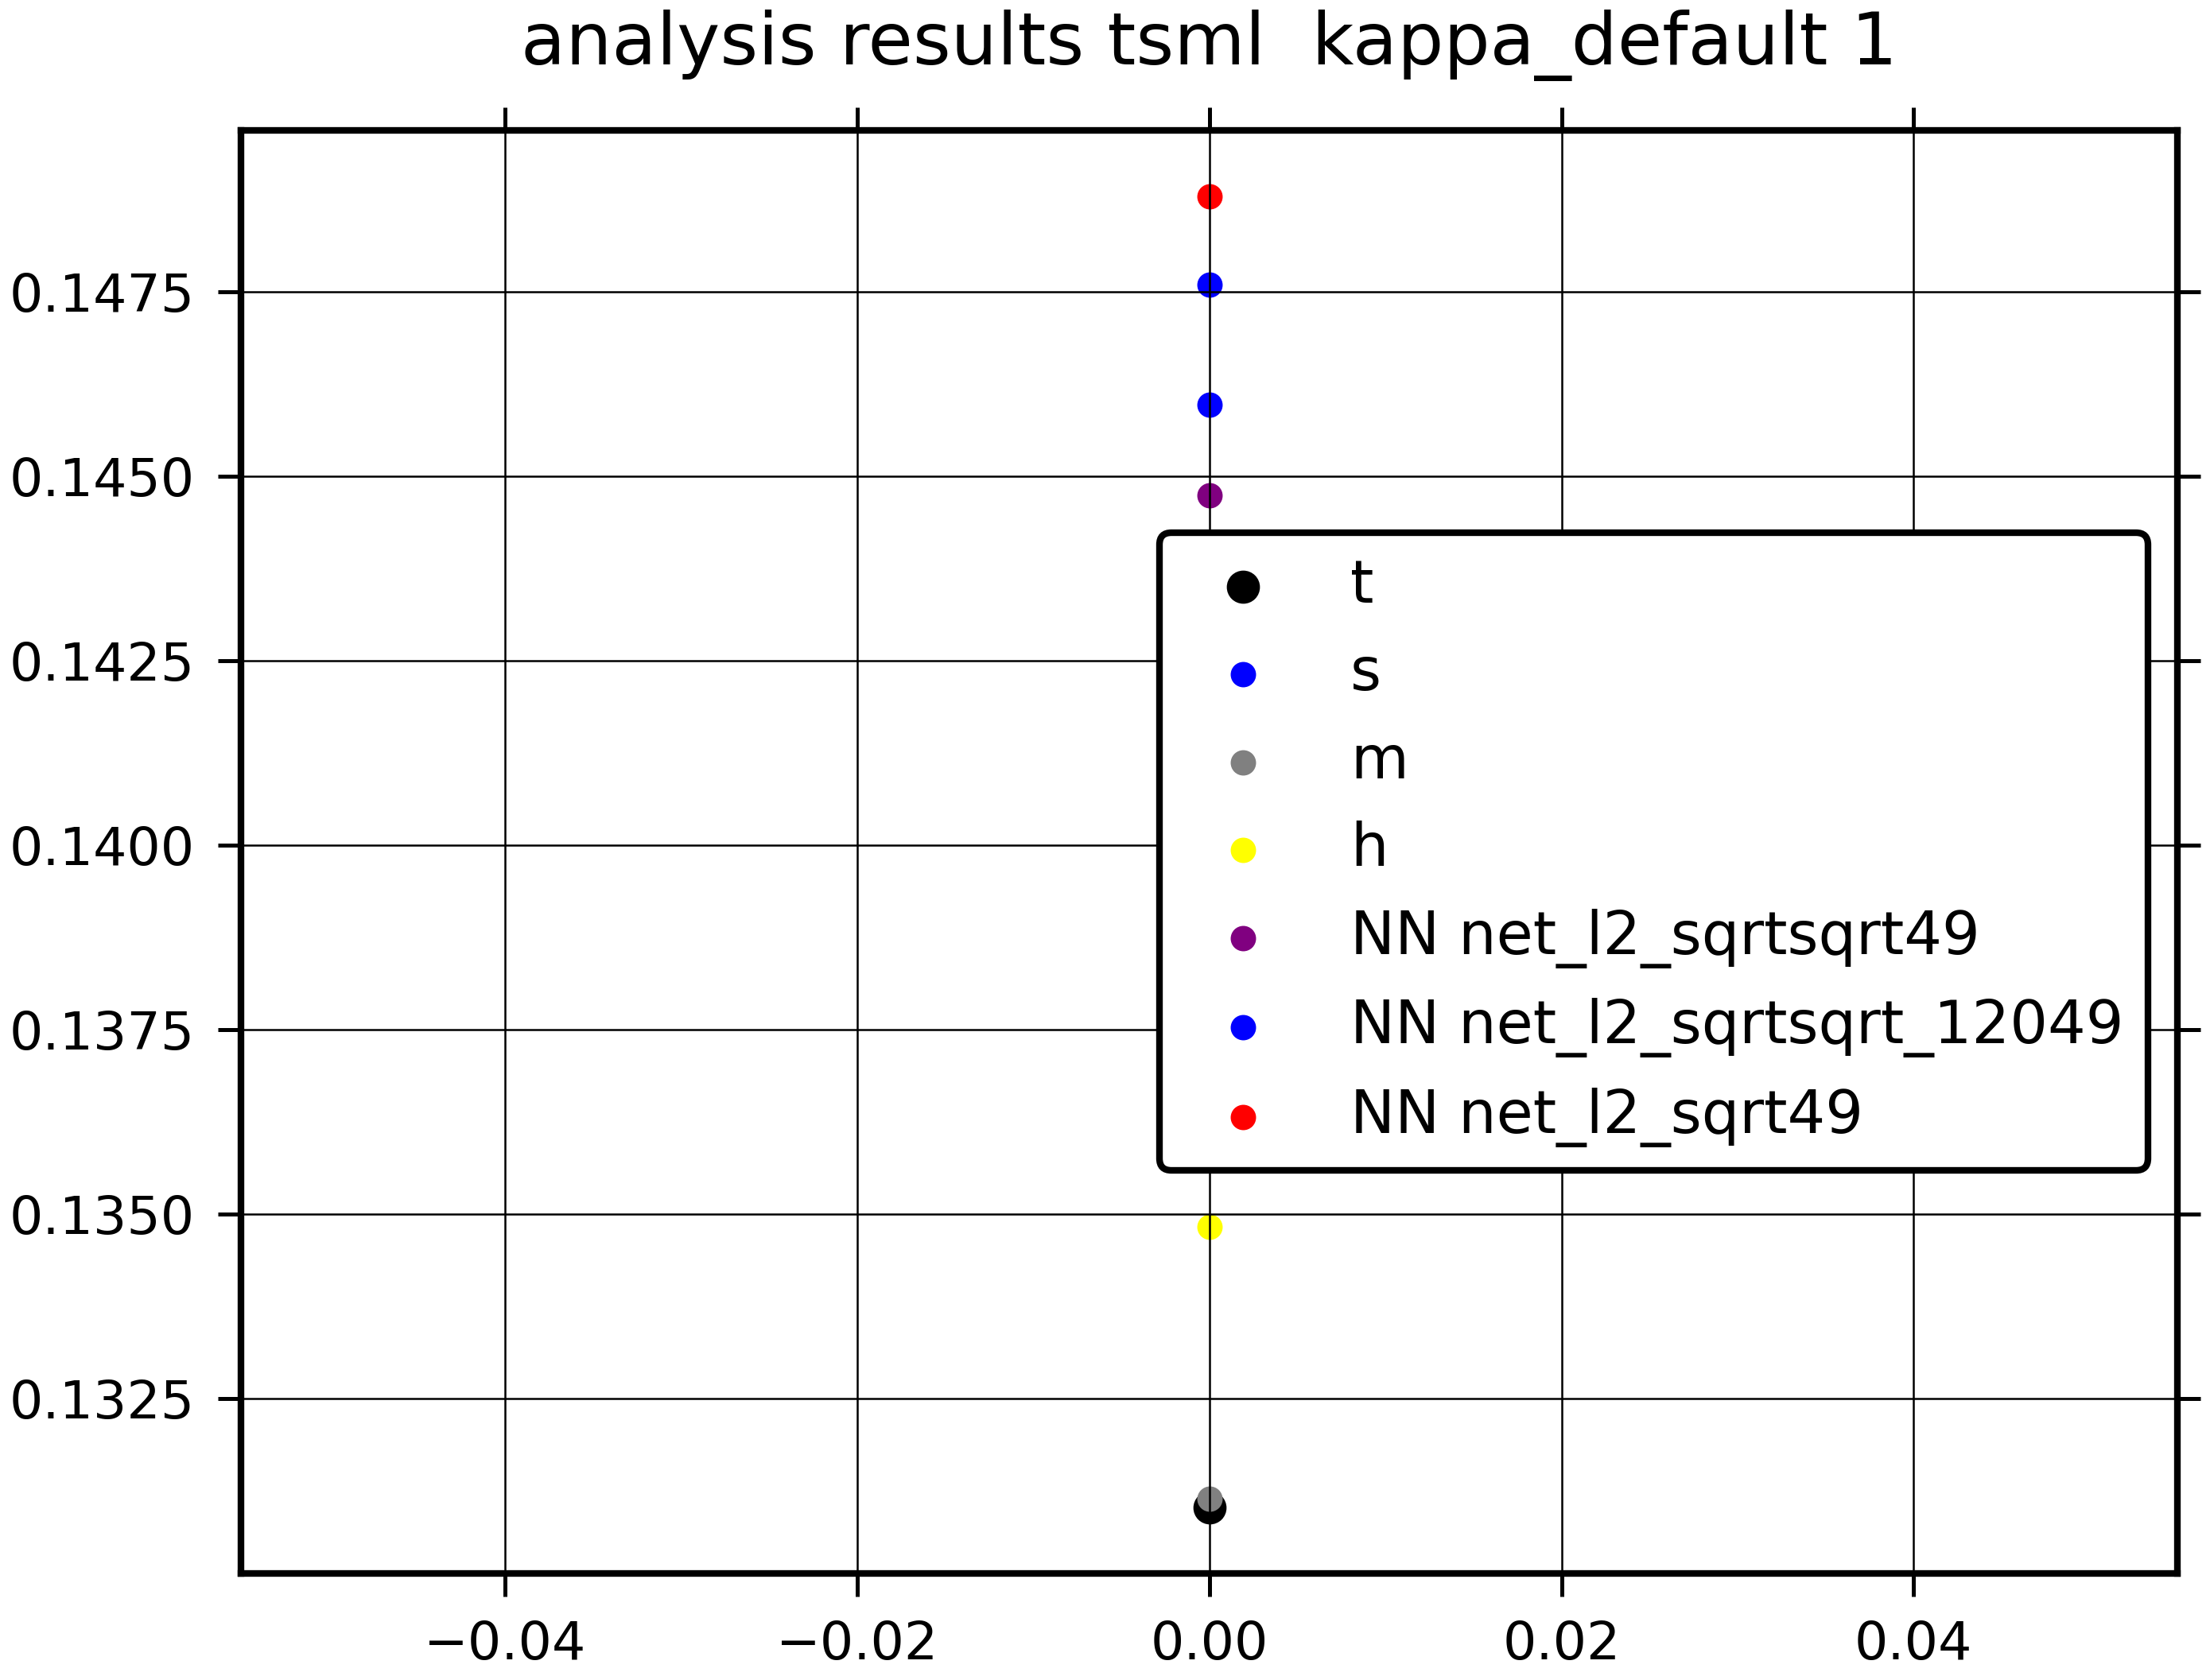 analysis results tsml  kappa_default 1
0.1475
0.1450
0.1425
0.1400
0.1375
0.1350
0.1325
t
s
m
h
NN net_l2_sqrtsqrt49
NN net_l2_sqrtsqrt_12049
NN net_l2_sqrt49
−0.04 −0.02 0.00 0.02 0.04